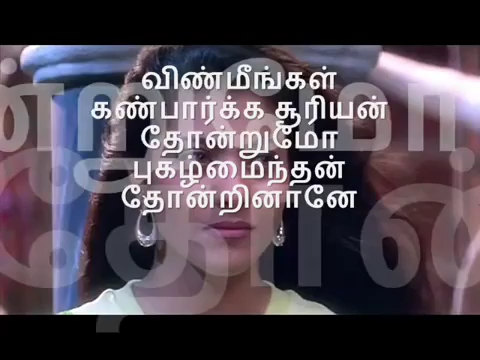 விண்மீங்கள்
கண்பார்க்க சூரியன்
தோன்றுமோ
புகழ்மைந்தன்
தோன்றினானே